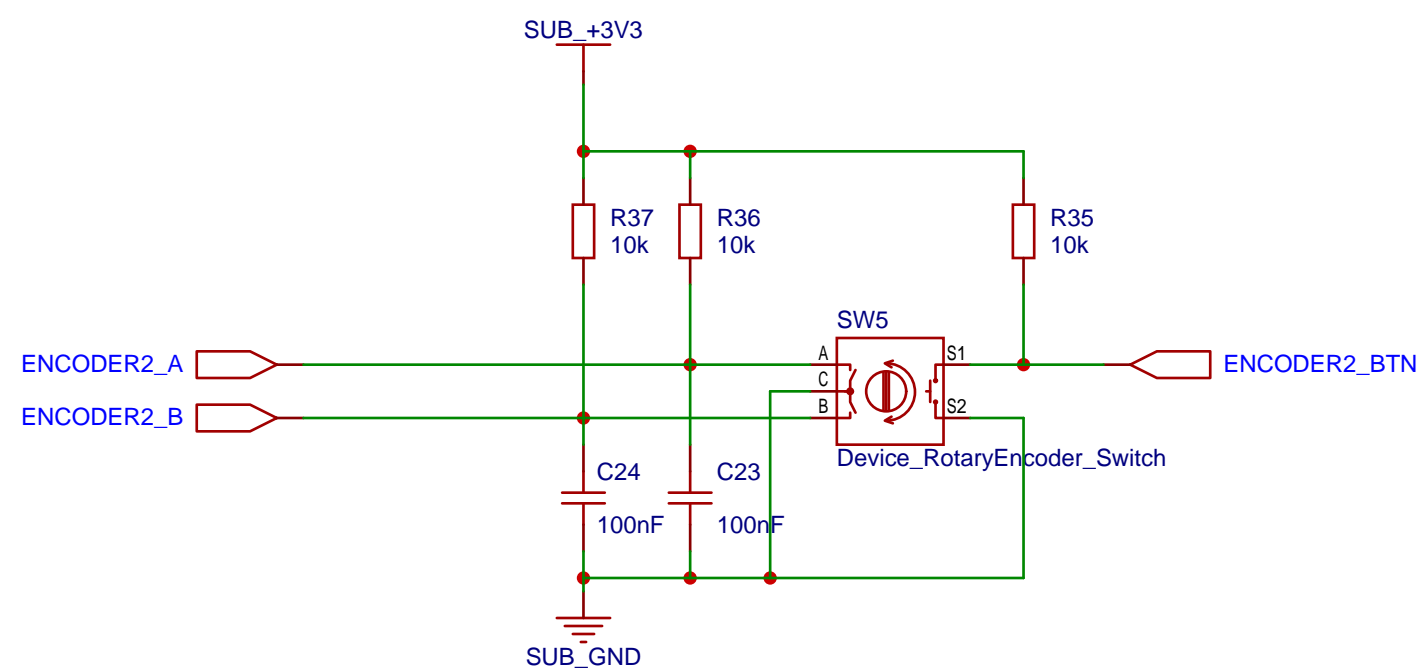 SUB_+3V3
R37
10k
R36
10k
R35
10k
SW5
ENCODER2_A
A
S1
ENCODER2_BTN
C
ENCODER2_B
B
S2
Device_RotaryEncoder_Switch
C24
100nF
C23
100nF
SUB_GND